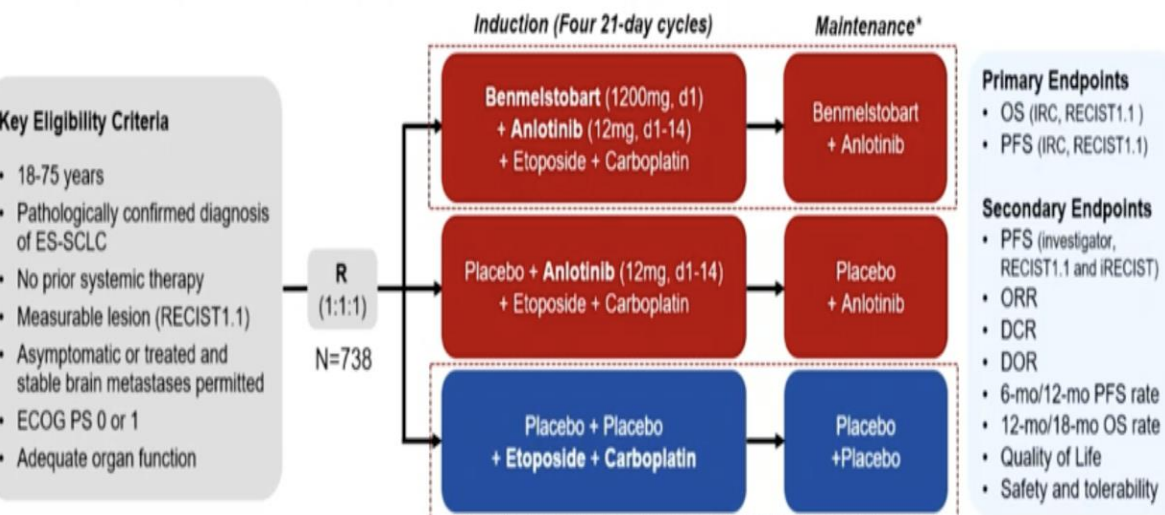 Induction (Four 21-day cycles)
Maintenance*
Key Eligibility Criteria
• 18-75 years
• Pathologically confirmed diagnosis
of ES-SCLC
• No prior systemic therapy
• Measurable lesion (RECIST1.1)
• Asymptomatic or treated and
stable brain metastases permitted
• ECOG PS 0 or 1
• Adequate organ function
R
(1:1:1)
N=738
Benmelstobart (1200mg, d1)
+ Anlotinib (12mg, d1-14)
+ Etoposide + Carboplatin
Benmelstobart
+ Anlotinib
Placebo + Anlotinib (12mg, d1-14)
+ Etoposide + Carboplatin
Placebo
+ Anlotinib
Placebo + Placebo
+ Etoposide + Carboplatin
Placebo
+Placebo
Primary Endpoints
• OS (IRC, RECIST1.1 )
• PFS (IRC, RECIST1.1)
Secondary Endpoints
• PFS (investigator,
RECIST1.1 and iRECIST)
• ORR
• DCR
• DOR
• 6-mo/12-mo PFS rate
• 12-mo/18-mo OS rate
• Quality of Life
• Safety and tolerability